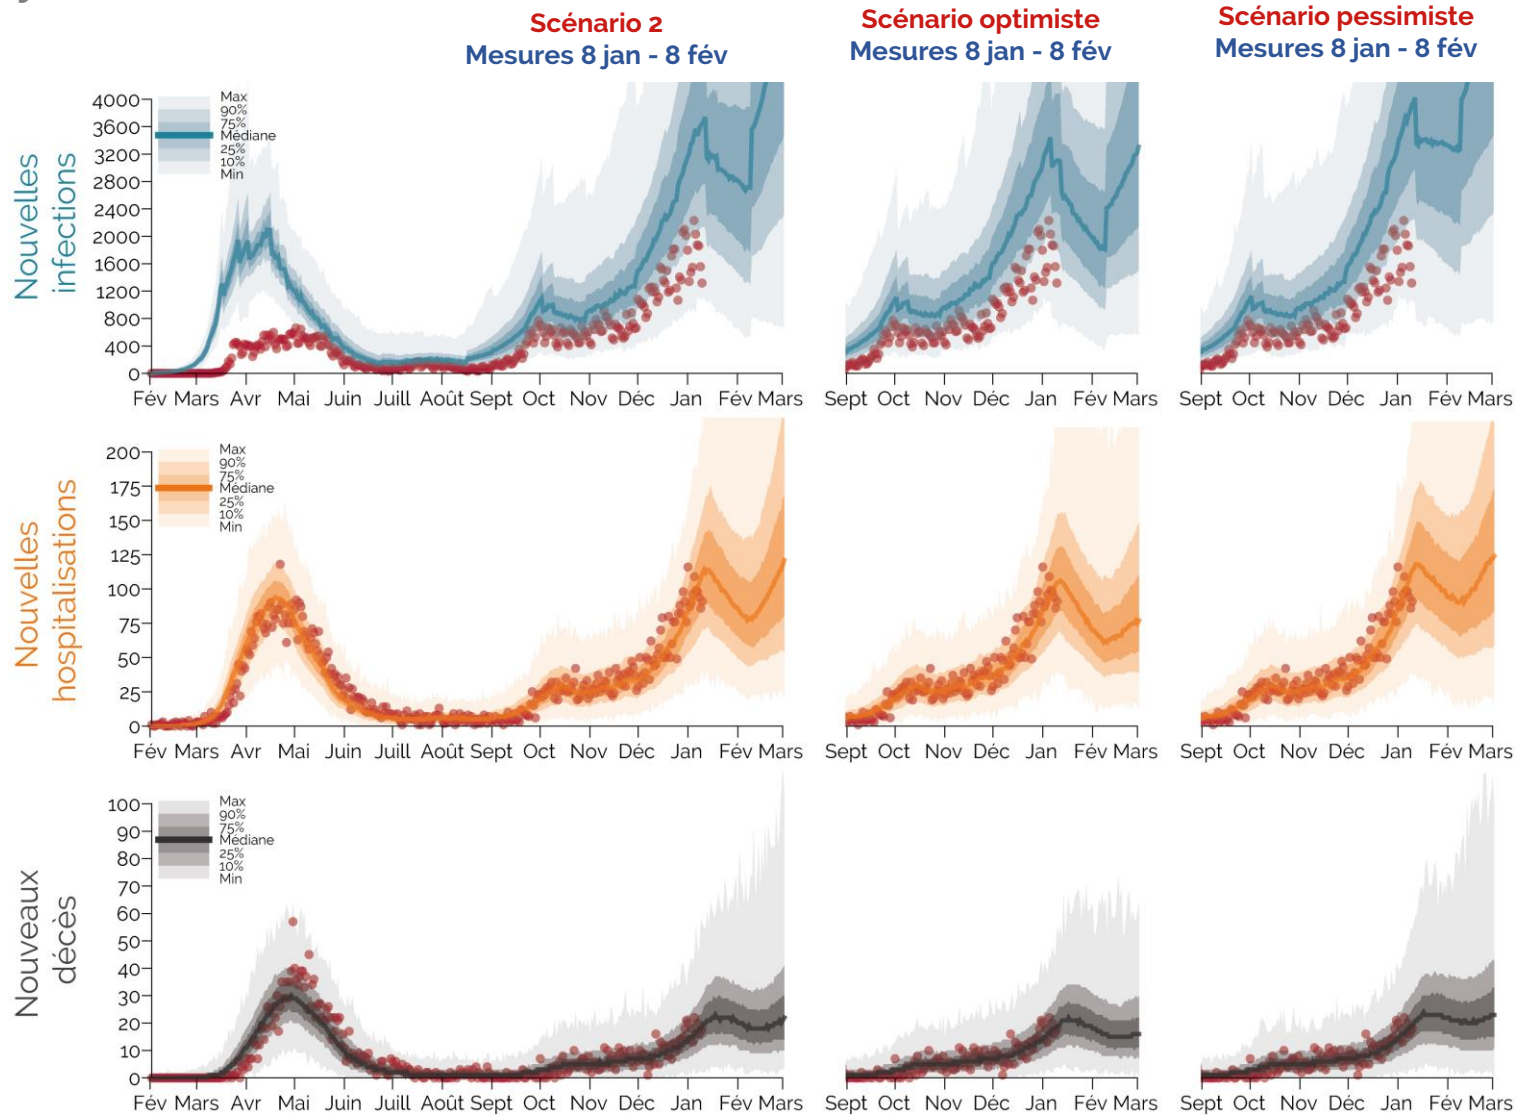 Scénario 2
Mesures 8 jan - 8 fév
Scénario optimiste
Mesures 8 jan - 8 fév
Scénario pessimiste
Mesures 8 jan - 8 fév
Nouvelles
infections
4000
3600
3200
2800
2400
2000
1600
1200
800
400
0
Max
90%
75%
Médiane
25%
10%
Min
Fév Mars Avr Mai Juin Juill Août Sept Oct Nov Déc Jan Fév Mars
Sept Oct Nov Déc Jan Fév Mars
Sept Oct Nov Déc Jan Fév Mars
Nouvelles
hospitalisations
200
175
150
125
100
75
50
25
0
Max
90%
75%
Médiane
25%
10%
Min
Fév Mars Avr Mai Juin Juill Août Sept Oct Nov Déc Jan Fév Mars
Sept Oct Nov Déc Jan Fév Mars
Sept Oct Nov Déc Jan Fév Mars
Nouveaux
décès
100
90
80
70
60
50
40
30
20
10
0
Max
90%
75%
Médiane
25%
10%
Min
Fév Mars Avr Mai Juin Juill Août Sept Oct Nov Déc Jan Fév Mars
Sept Oct Nov Déc Jan Fév Mars
Sept Oct Nov Déc Jan Fév Mars